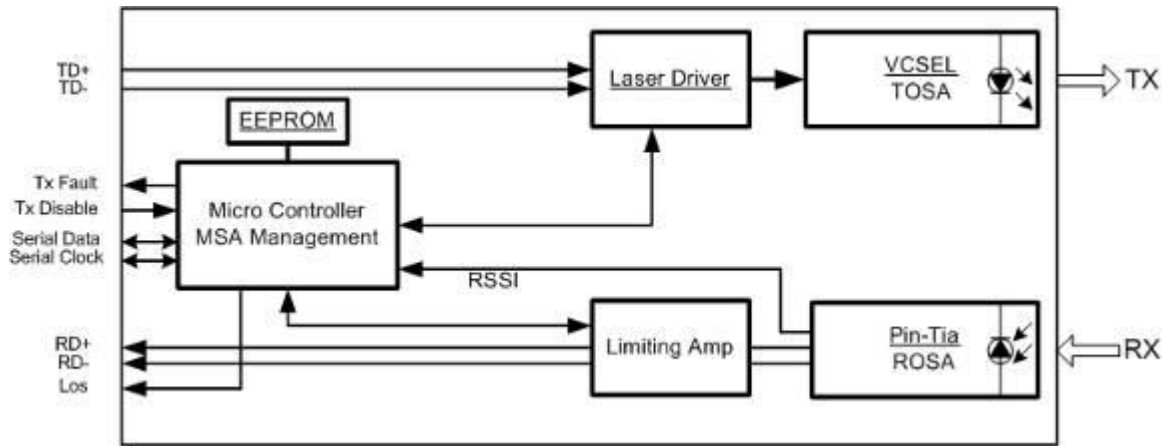 TD+
TD-
EEPROM
Laser Driver
VCSEL
TOSA
TX
Tx Fault
Tx Disable
Serial Data
Serial Clock
Micro Controller
MSA Management
RSSI
RD+
RD-
Los
Limiting Amp
Pin-Tia
ROSA
RX